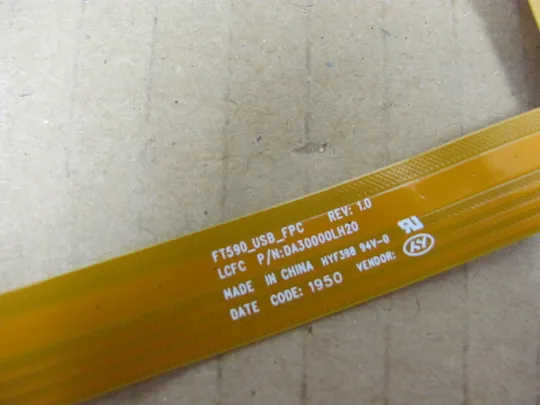 FT590_USB_FPC REV: 1.0
LCFC P/N:DA30000LH20
MADE IN CHINA HYF398 94V-0
DATE CODE: 1950 VENDOR: